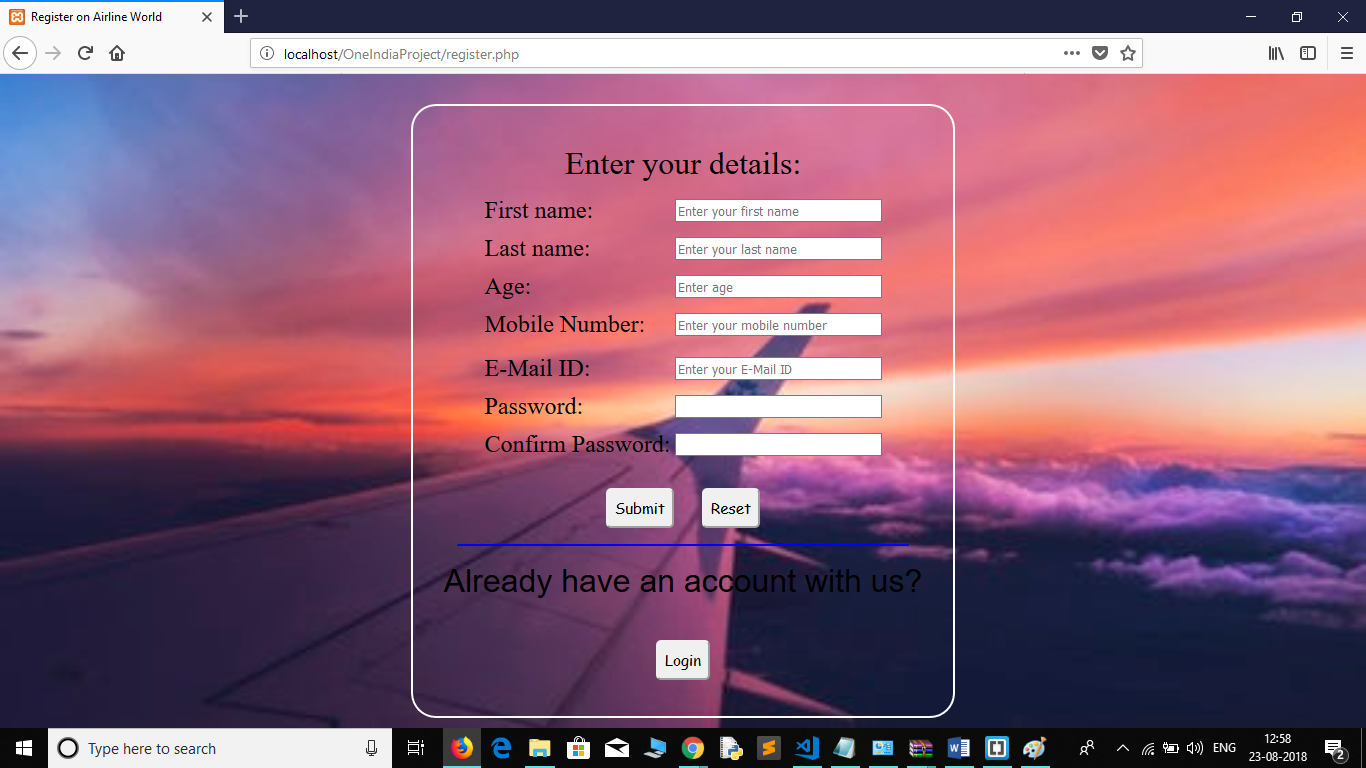 Register on Airline World
localhost/OneIndiaProject/register.php
Enter your details:
First name: Enter your first name
Last name: Enter your last name
Age: Enter age
Mobile Number: Enter your mobile number
E-Mail ID: Enter your E-Mail ID
Password:
Confirm Password:
Submit Reset
Already have an account with us?
Login
Type here to search
ENG
12:58
23-08-2018
2